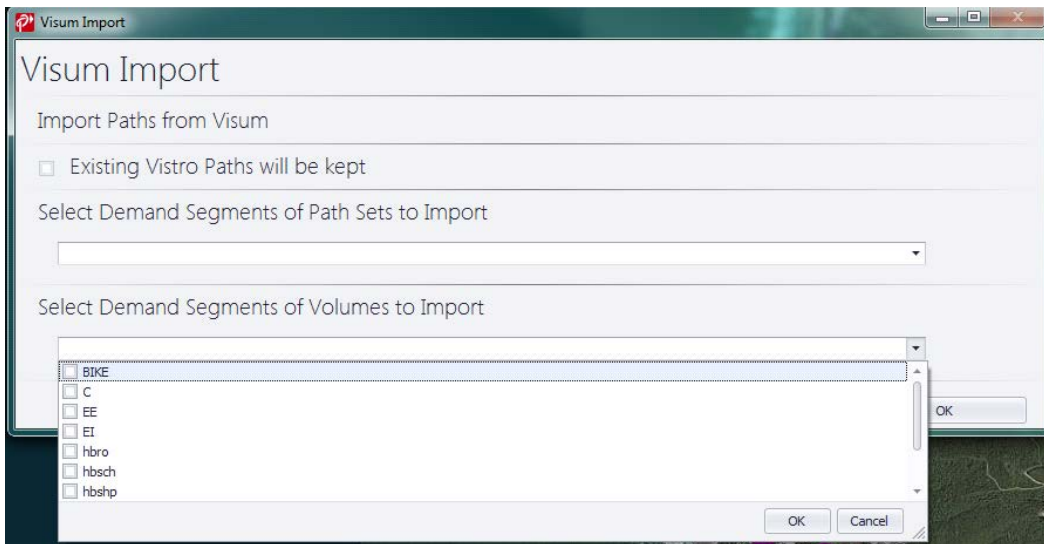 Visum Import
Visum Import
Import Paths from Visum
Existing Vistro Paths will be kept
Select Demand Segments of Path Sets to Import
Select Demand Segments of Volumes to Import
BIKE
C
EE
EI
hbro
hbsch
hbshp
OK
OK Cancel